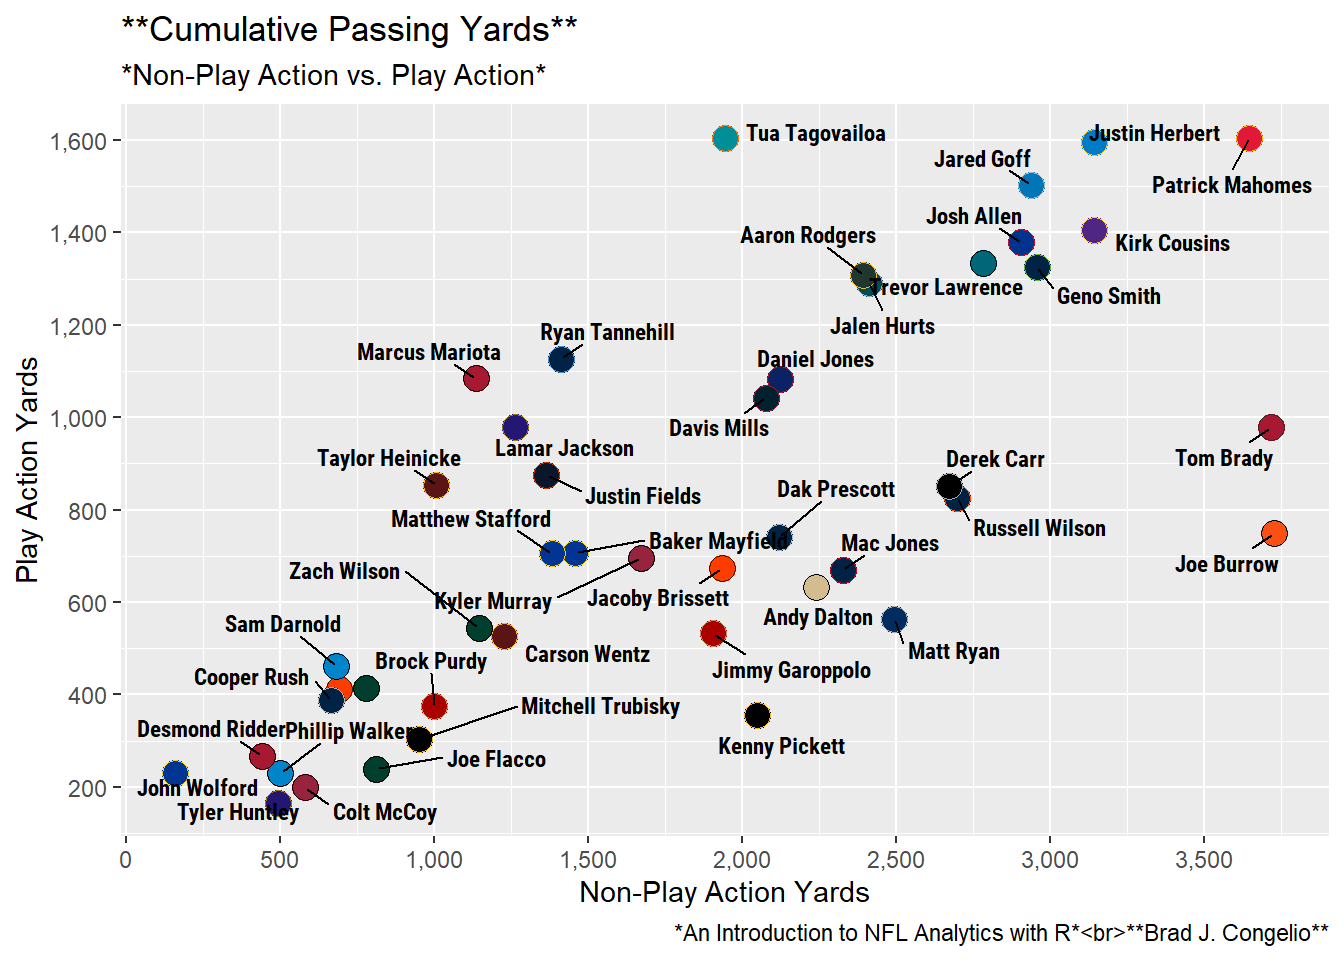 **Cumulative Passing Yards**
*Non-Play Action vs. Play Action*
Play Action Yards
1,600
1,400
1,200
1,000
800
600
400
200
Tua Tagovailoa
Justin Herbert
Jared Goff
Patrick Mahomes
Josh Allen
Aaron Rodgers
Kirk Cousins
Trevor Lawrence
Geno Smith
Jalen Hurts
Ryan Tannehill
Marcus Mariota
Daniel Jones
Davis Mills
Lamar Jackson
Taylor Heinicke
Tom Brady
Derek Carr
Justin Fields
Dak Prescott
Matthew Stafford
Russell Wilson
Baker Mayfield
Mac Jones
Joe Burrow
Zach Wilson
Kyler Murray
Jacoby Brissett
Andy Dalton
Sam Darnold
Carson Wentz
Matt Ryan
Brock Purdy
Jimmy Garoppolo
Cooper Rush
Mitchell Trubisky
Desmond Ridder
Phillip Walker
Kenny Pickett
Joe Flacco
John Wolford
Tyler Huntley
Colt McCoy
0
500
1,000
1,500
2,000
2,500
3,000
3,500
Non-Play Action Yards
*An Introduction to NFL Analytics with R*<br>**Brad J. Congelio**